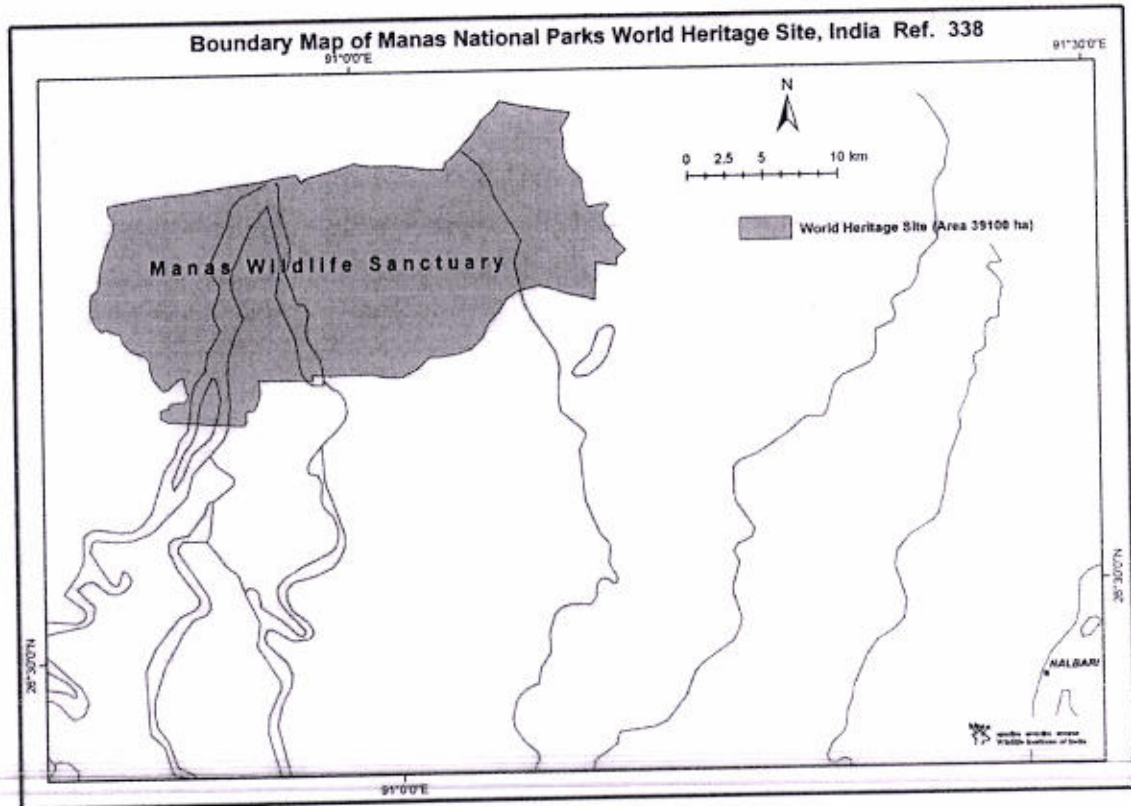 Boundary Map of Manas National Parks World Heritage Site, India Ref. 338
91°0'0"E
91°30'0"E
N
0 2.5 5 10 km
World Heritage Site (Area 39100 ha)
Manas Wildlife Sanctuary
26°30'0"N
26°30'0"N
NALBARI
Wildlife Institute of India
91°0'0"E